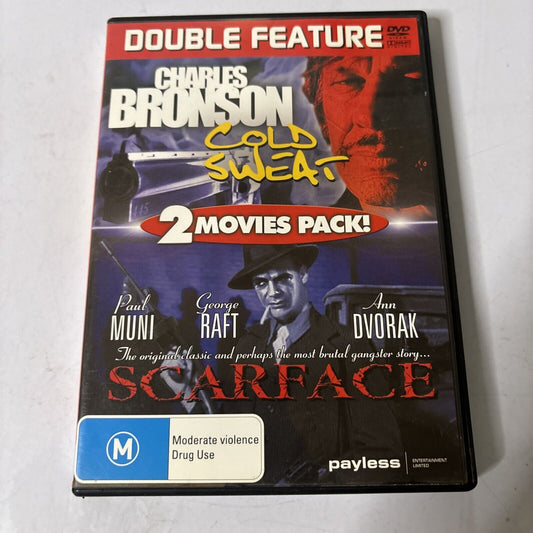 DOUBLE FEATURE
DVD
VIDEO
CHARLES
BRONSON
COLD
SWEAT
2 MOVIES PACK!
Paul
MUNI
George
RAFT
Ann
DVORAK
The original classic and perhaps the most brutal gangster story...
SCARFACE
M
Moderate violence
Drug Use
payless
ENTERTAINMENT
LIMITED